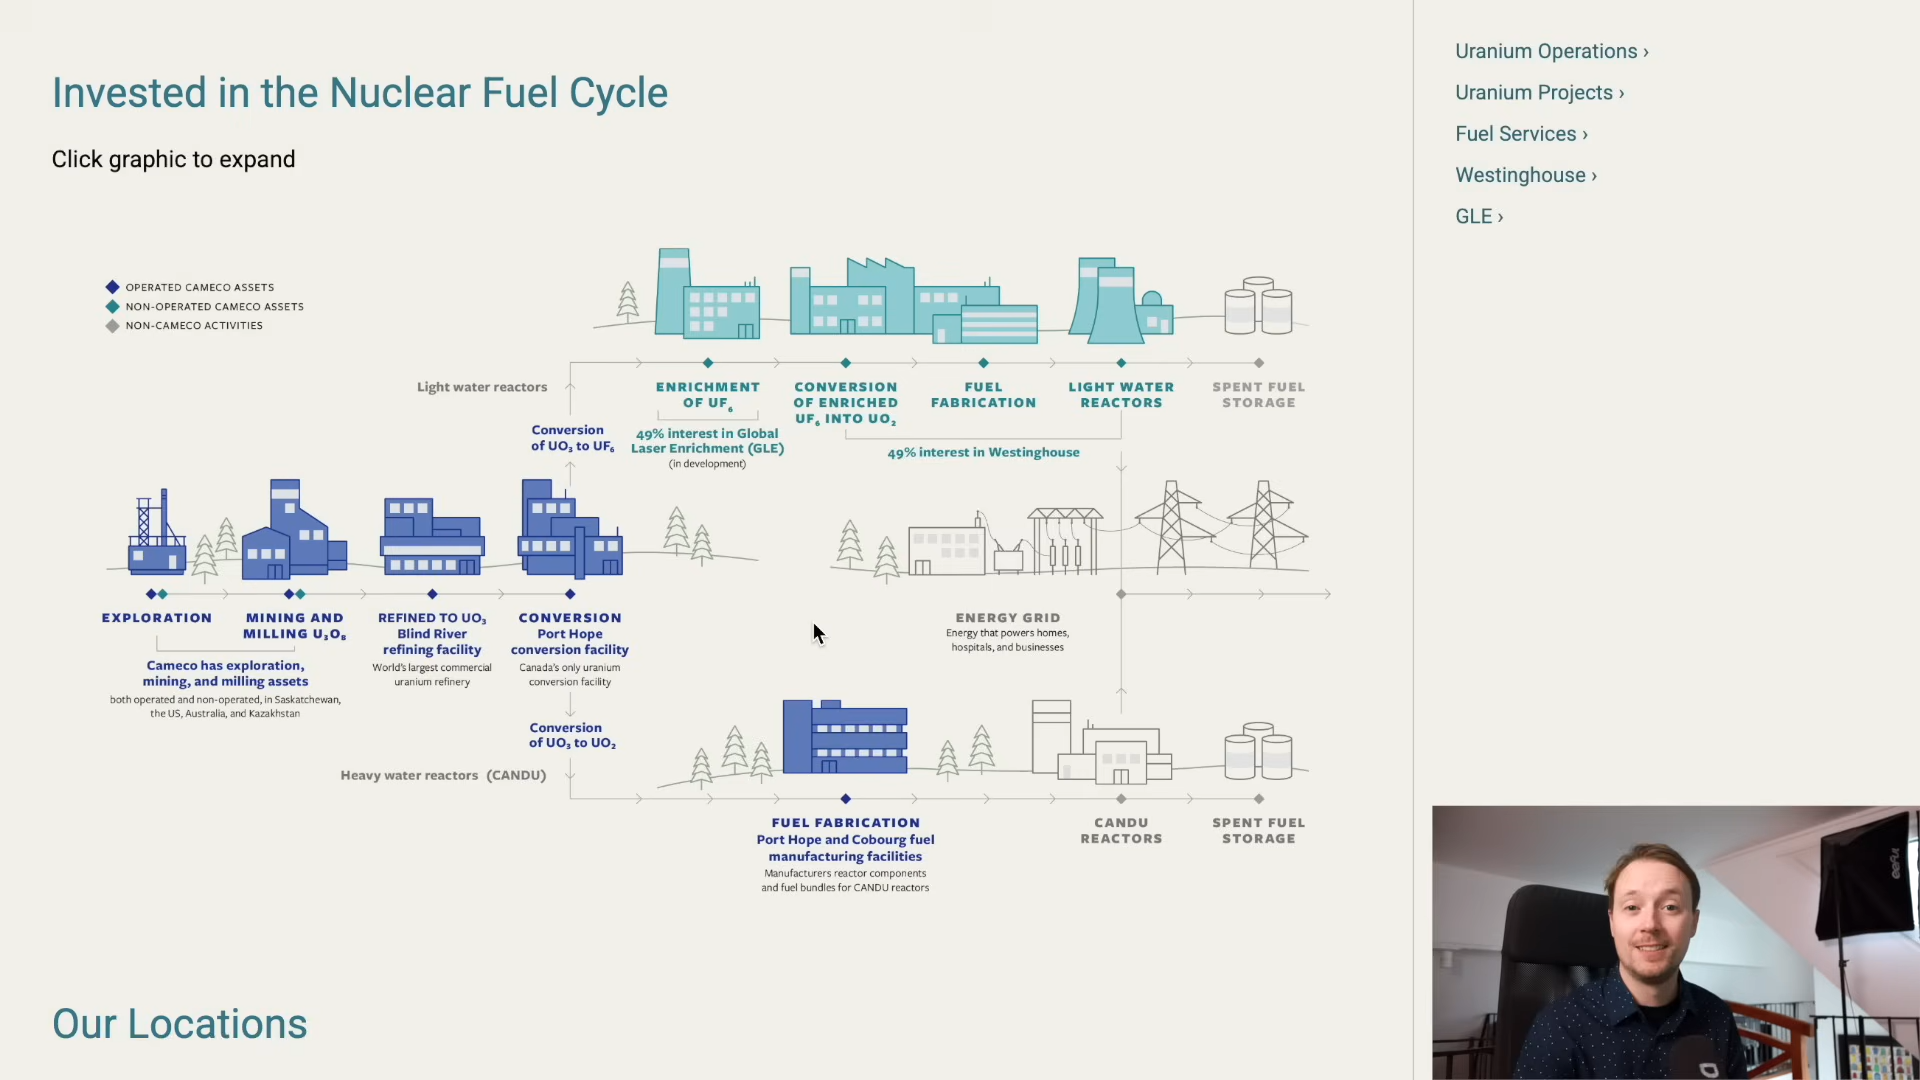 Invested in the Nuclear Fuel Cycle
Click graphic to expand
Uranium Operations ›
Uranium Projects ›
Fuel Services ›
Westinghouse ›
GLE ›
OPERATED CAMECO ASSETS
NON-OPERATED CAMECO ASSETS
NON-CAMECO ACTIVITIES
Light water reactors
ENRICHMENT
OF UF₆
49% interest in Global
Laser Enrichment (GLE)
(in development)
CONVERSION
OF ENRICHED
UF₆ INTO UO₂
FUEL
FABRICATION
LIGHT WATER
REACTORS
49% interest in Westinghouse
SPENT FUEL
STORAGE
Conversion
of UO₃ to UF₆
EXPLORATION
MINING AND
MILLING U₃O₈
Cameco has exploration,
mining, and milling assets
both operated and non-operated, in Saskatchewan,
the US, Australia, and Kazakhstan
REFINED TO UO₃
Blind River
refining facility
World's largest commercial
uranium refinery
CONVERSION
Port Hope
conversion facility
Canada's only uranium
conversion facility
ENERGY GRID
Energy that powers homes,
hospitals, and businesses
Conversion
of UO₃ to UO₂
Heavy water reactors (CANDU)
FUEL FABRICATION
Port Hope and Cobourg fuel
manufacturing facilities
Manufacturers reactor components
and fuel bundles for CANDU reactors
CANDU
REACTORS
SPENT FUEL
STORAGE
Our Locations